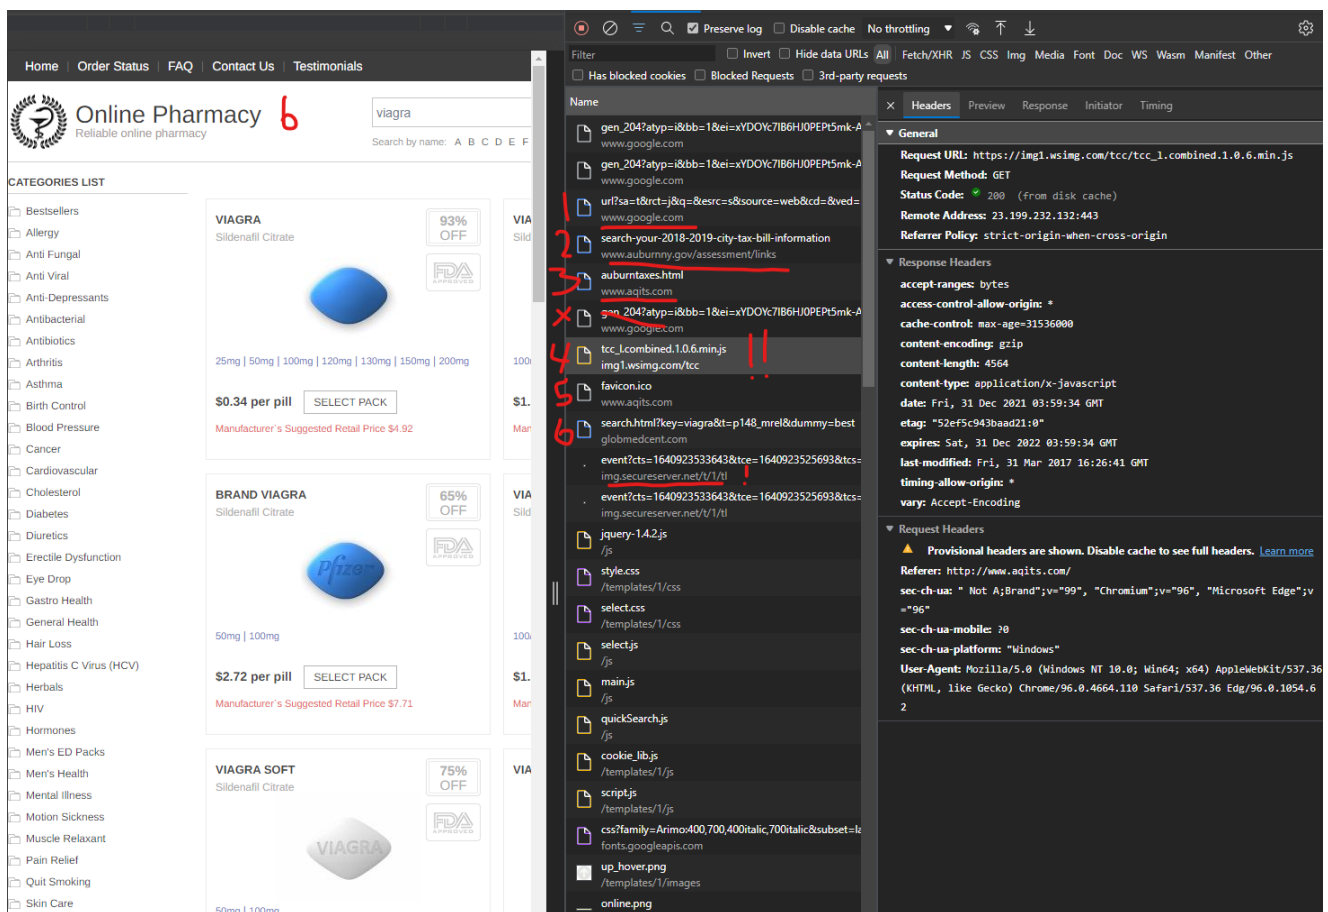 Home | Order Status | FAQ | Contact Us | Testimonials
Online Pharmacy
Reliable online pharmacy
6
viagra
Search by name: A B C D E F
CATEGORIES LIST
Bestsellers
Allergy
Anti Fungal
Anti Viral
Anti-Depressants
Antibacterial
Antibiotics
Arthritis
Asthma
Birth Control
Blood Pressure
Cancer
Cardiovascular
Cholesterol
Diabetes
Diuretics
Erectile Dysfunction
Eye Drop
Gastro Health
General Health
Hair Loss
Hepatitis C Virus (HCV)
Herbals
HIV
Hormones
Men's ED Packs
Men's Health
Mental Illness
Motion Sickness
Muscle Relaxant
Pain Relief
Quit Smoking
Skin Care
VIAGRA
Sildenafil Citrate
93%
OFF
FDA
APPROVED
25mg | 50mg | 100mg | 120mg | 130mg | 150mg | 200mg
$0.34 per pill SELECT PACK
Manufacturer`s Suggested Retail Price $4.92
VIA
Sild
100
$1.
Man
BRAND VIAGRA
Sildenafil Citrate
65%
OFF
FDA
APPROVED
Pfizer
50mg | 100mg
$2.72 per pill SELECT PACK
Manufacturer`s Suggested Retail Price $7.71
VIA
Sild
100
$1.
Man
VIAGRA SOFT
Sildenafil Citrate
75%
OFF
FDA
APPROVED
VIAGRA
50mg | 100mg
VIA
Preserve log Disable cache No throttling
Filter Invert Hide data URLs All Fetch/XHR JS CSS Img Media Font Doc WS Wasm Manifest Other
Has blocked cookies Blocked Requests 3rd-party requests
Name
gen_204?atyp=i&bb=1&ei=xYDOYc7IB6HJ0PEPt5mk-A
www.google.com
gen_204?atyp=i&bb=1&ei=xYDOYc7IB6HJ0PEPt5mk-A
www.google.com
1
url?sa=t&rct=j&q=&esrc=s&source=web&cd=&ved=
www.google.com
2
search-your-2018-2019-city-tax-bill-information
www.auburnny.gov/assessment/links
3
auburntaxes.html
www.aqits.com
X
gen_204?atyp=i&bb=1&ei=xYDOYc7IB6HJ0PEPt5mk-A
www.google.com
4
tcc_l.combined.1.0.6.min.js
img1.wsimg.com/tcc
!!
5
favicon.ico
www.aqits.com
6
search.html?key=viagra&t=p148_mrel&dummy=best
globmedcent.com
event?cts=1640923533643&tce=1640923525693&tcs=
img.secureserver.net/t/1/tl
!
event?cts=1640923533643&tce=1640923525693&tcs=
img.secureserver.net/t/1/tl
jquery-1.4.2.js
/js
style.css
/templates/1/css
select.css
/templates/1/css
select.js
/js
main.js
/js
quickSearch.js
/js
cookie_lib.js
/templates/1/js
script.js
/templates/1/js
css?family=Arimo:400,700,400italic,700italic&subset=la
fonts.googleapis.com
up_hover.png
/templates/1/images
online.png
Headers Preview Response Initiator Timing
General
Request URL: https://img1.wsimg.com/tcc/tcc_l.combined.1.0.6.min.js
Request Method: GET
Status Code: 200 (from disk cache)
Remote Address: 23.199.232.132:443
Referrer Policy: strict-origin-when-cross-origin
Response Headers
accept-ranges: bytes
access-control-allow-origin: *
cache-control: max-age=31536000
content-encoding: gzip
content-length: 4564
content-type: application/x-javascript
date: Fri, 31 Dec 2021 03:59:34 GMT
etag: "52ef5c943baad21:0"
expires: Sat, 31 Dec 2022 03:59:34 GMT
last-modified: Fri, 31 Mar 2017 16:26:41 GMT
timing-allow-origin: *
vary: Accept-Encoding
Request Headers
Provisional headers are shown. Disable cache to see full headers. Learn more
Referer: http://www.aqits.com/
sec-ch-ua: " Not A;Brand";v="99", "Chromium";v="96", "Microsoft Edge";v
="96"
sec-ch-ua-mobile: ?0
sec-ch-ua-platform: "Windows"
User-Agent: Mozilla/5.0 (Windows NT 10.0; Win64; x64) AppleWebKit/537.36
(KHTML, like Gecko) Chrome/96.0.4664.110 Safari/537.36 Edg/96.0.1054.6
2